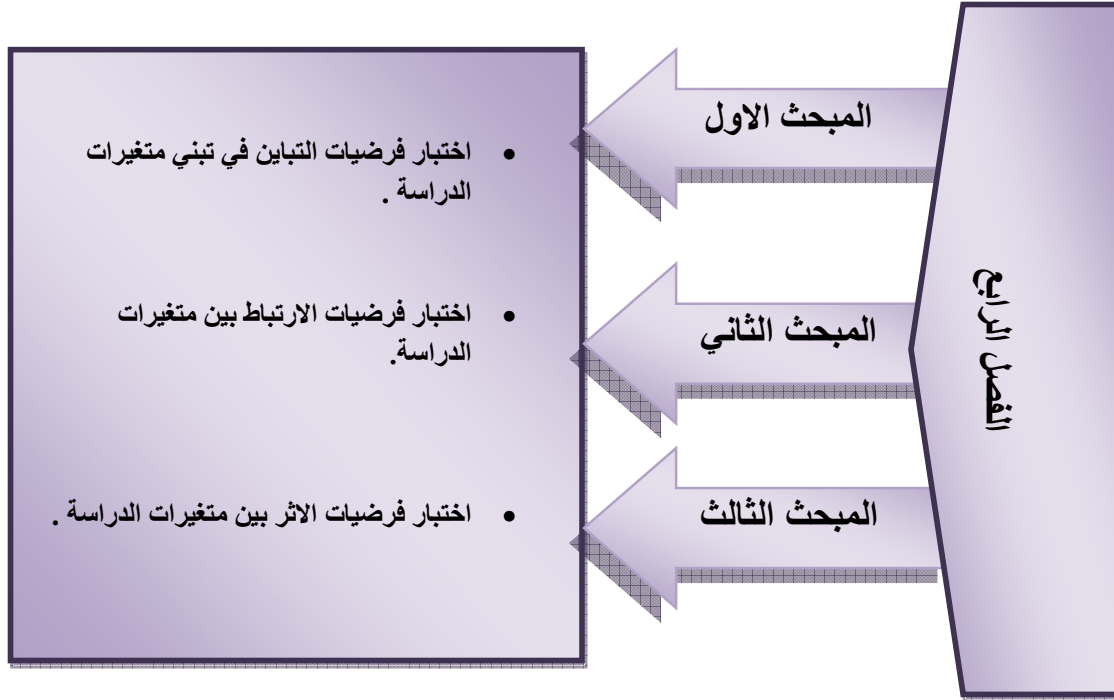 الفصل الرابع
المبحث الاول
اختبار فرضيات التباين في تبني متغيرات
الدراسة .
المبحث الثاني
اختبار فرضيات الارتباط بين متغيرات
الدراسة.
المبحث الثالث
اختبار فرضيات الاثر بين متغيرات الدراسة .